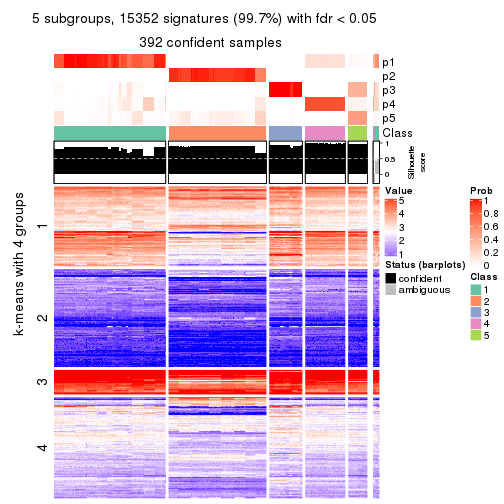 5 subgroups, 15352 signatures (99.7%) with fdr < 0.05
392 confident samples
p1
p2
p3
p4
p5
Class
1
0.5
0
Silhouette
score
k-means with 4 groups
1
2
3
4
Value
5
4
3
2
1
Status (barplots)
confident
ambiguous
Prob
1
0.8
0.6
0.4
0.2
0
Class
1
2
3
4
5